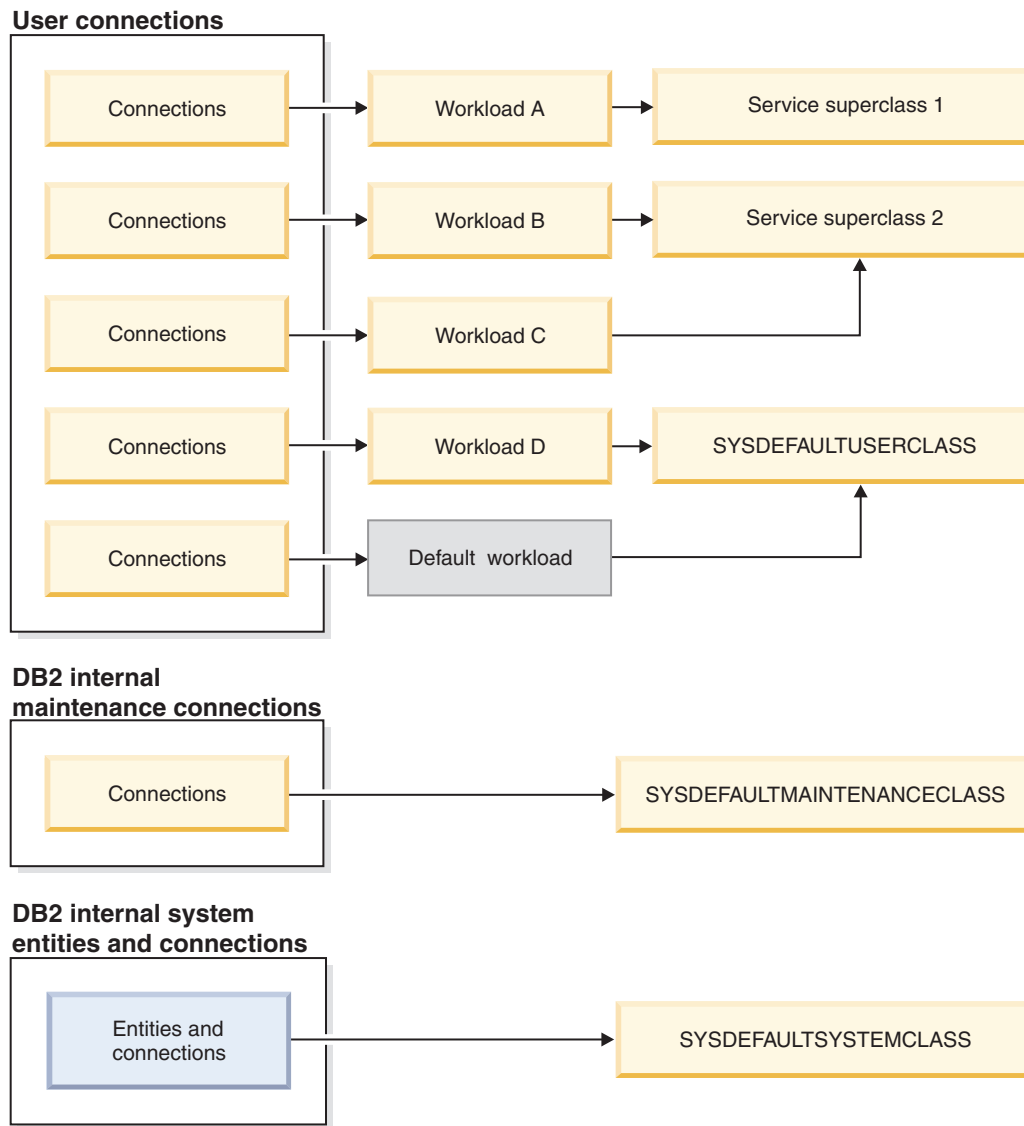 User connections
Connections
Workload A
Service superclass 1
Connections
Workload B
Service superclass 2
Connections
Workload C
Connections
Workload D
SYSDEFAULTUSERCLASS
Connections
Default workload
DB2 internal
maintenance connections
Connections
SYSDEFAULTMAINTENANCECLASS
DB2 internal system
entities and connections
Entities and
connections
SYSDEFAULTSYSTEMCLASS